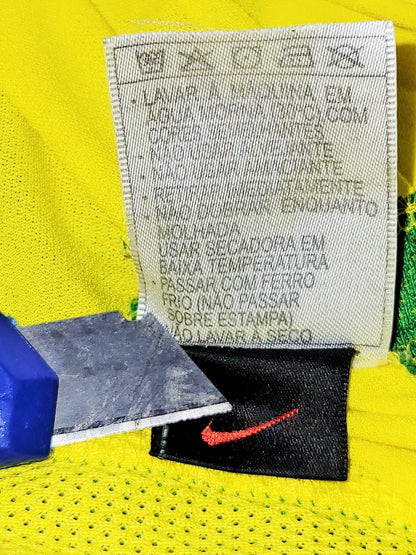 · LAVAR À MÁQUINA, EM
ÁGUA MORNA (30°C), COM
CORES SEMELHANTES
· NÃO USAR ALVEJANTE
· NÃO USAR AMACIANTE
RETIRAR IMEDIATAMENTE
NÃO DOBRAR ENQUANTO
MOLHADA
USAR SECADORA EM
BAIXA TEMPERATURA
· PASSAR COM FERRO
FRIO (NÃO PASSAR
SOBRE ESTAMPA)
NÃO LAVAR A SECO